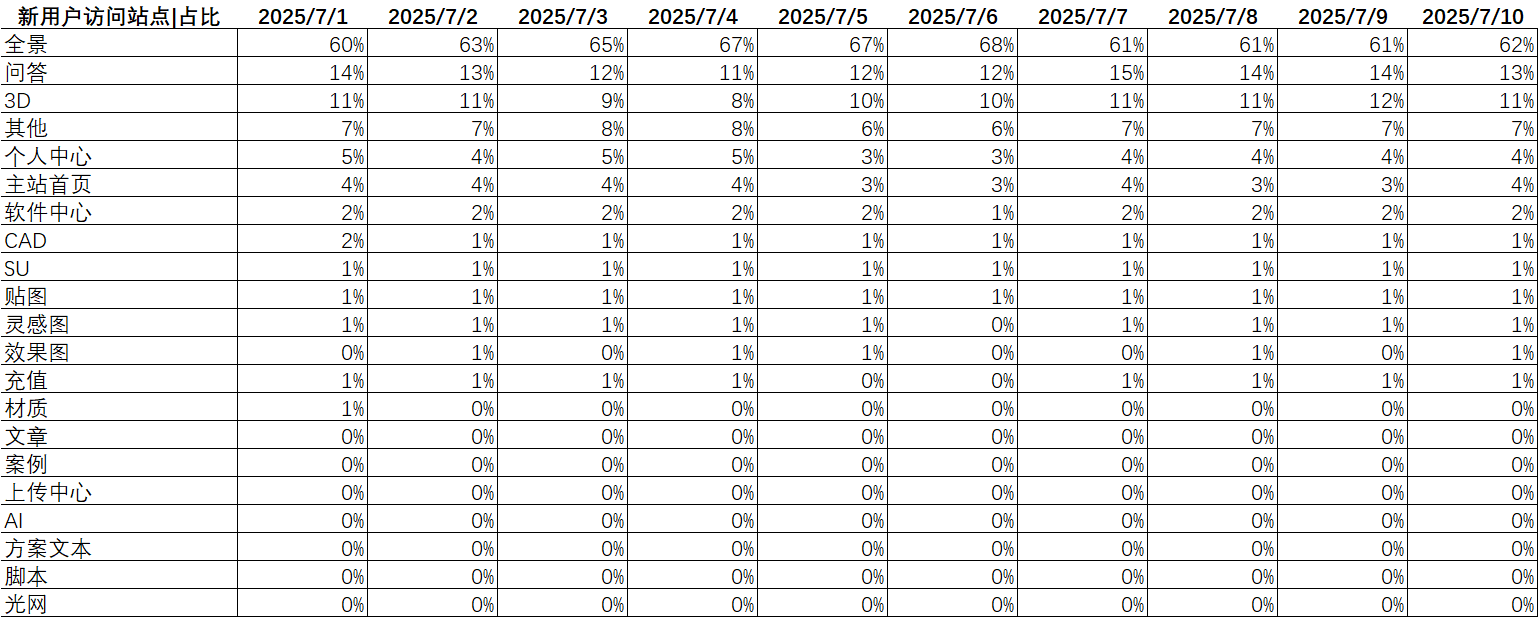 新用户访问站点|占比 2025/7/1 2025/7/2 2025/7/3 2025/7/4 2025/7/5 2025/7/6 2025/7/7 2025/7/8 2025/7/9 2025/7/10
全景 60% 63% 65% 67% 67% 68% 61% 61% 61% 62%
问答 14% 13% 12% 11% 12% 12% 15% 14% 14% 13%
3D 11% 11% 9% 8% 10% 10% 11% 11% 12% 11%
其他 7% 7% 8% 8% 6% 6% 7% 7% 7% 7%
个人中心 5% 4% 5% 5% 3% 3% 4% 4% 4% 4%
主站首页 4% 4% 4% 4% 3% 3% 4% 3% 3% 4%
软件中心 2% 2% 2% 2% 2% 1% 2% 2% 2% 2%
CAD 2% 1% 1% 1% 1% 1% 1% 1% 1% 1%
SU 1% 1% 1% 1% 1% 1% 1% 1% 1% 1%
贴图 1% 1% 1% 1% 1% 1% 1% 1% 1% 1%
灵感图 1% 1% 1% 1% 1% 0% 1% 1% 1% 1%
效果图 0% 1% 0% 1% 1% 0% 0% 1% 0% 1%
充值 1% 1% 1% 1% 0% 0% 1% 1% 1% 1%
材质 1% 0% 0% 0% 0% 0% 0% 0% 0% 0%
文章 0% 0% 0% 0% 0% 0% 0% 0% 0% 0%
案例 0% 0% 0% 0% 0% 0% 0% 0% 0% 0%
上传中心 0% 0% 0% 0% 0% 0% 0% 0% 0% 0%
AI 0% 0% 0% 0% 0% 0% 0% 0% 0% 0%
方案文本 0% 0% 0% 0% 0% 0% 0% 0% 0% 0%
脚本 0% 0% 0% 0% 0% 0% 0% 0% 0% 0%
光网 0% 0% 0% 0% 0% 0% 0% 0% 0% 0%